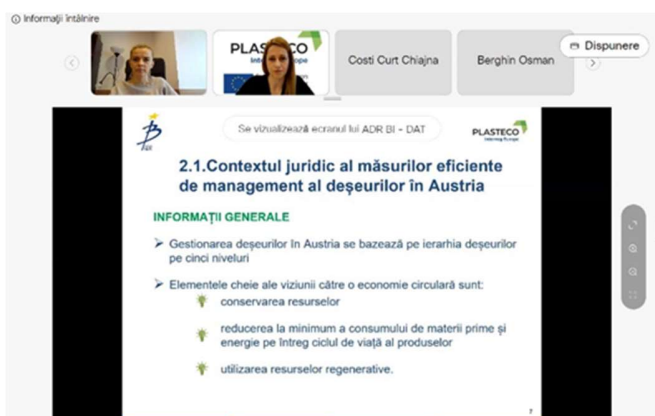 Informații întâlnire
PLASTECO
Costi Curt Chiajna
Berghin Osman
Dispunere
Se vizualizează ecranul lui ADR BI - DAT
PLASTECO
Interreg Europe
2.1.Contextul juridic al măsurilor eficiente
de management al deșeurilor în Austria
INFORMAȚII GENERALE
Gestionarea deșeurilor în Austria se bazează pe ierarhia deșeurilor
pe cinci niveluri
Elementele cheie ale viziunii către o economie circulară sunt:
conservarea resurselor
reducerea la minimum a consumului de materii prime și
energie pe întreg ciclul de viață al produselor
utilizarea resurselor regenerative.
7